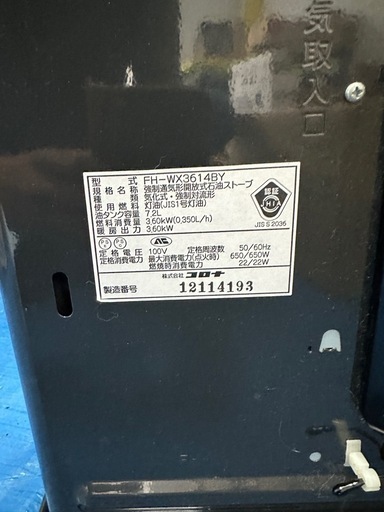 気取入口
型式 FH-WX3614BY
規格名称 強制通気形開放式石油ストーブ
種類 気化式・強制対流形
使用燃料 灯油(JIS1号灯油)
油タンク容量 7.2L
燃料消費量 3.60kW(0.350L/h)
暖房出力 3.60kW
認証
JHIA
JIS S 2036
定格電圧 100V 定格周波数 50/60Hz
定格消費電力 最大消費電力(点火時) 650/650W
燃焼時消費電力 22/22W
株式会社 コロナ
製造番号 12114193